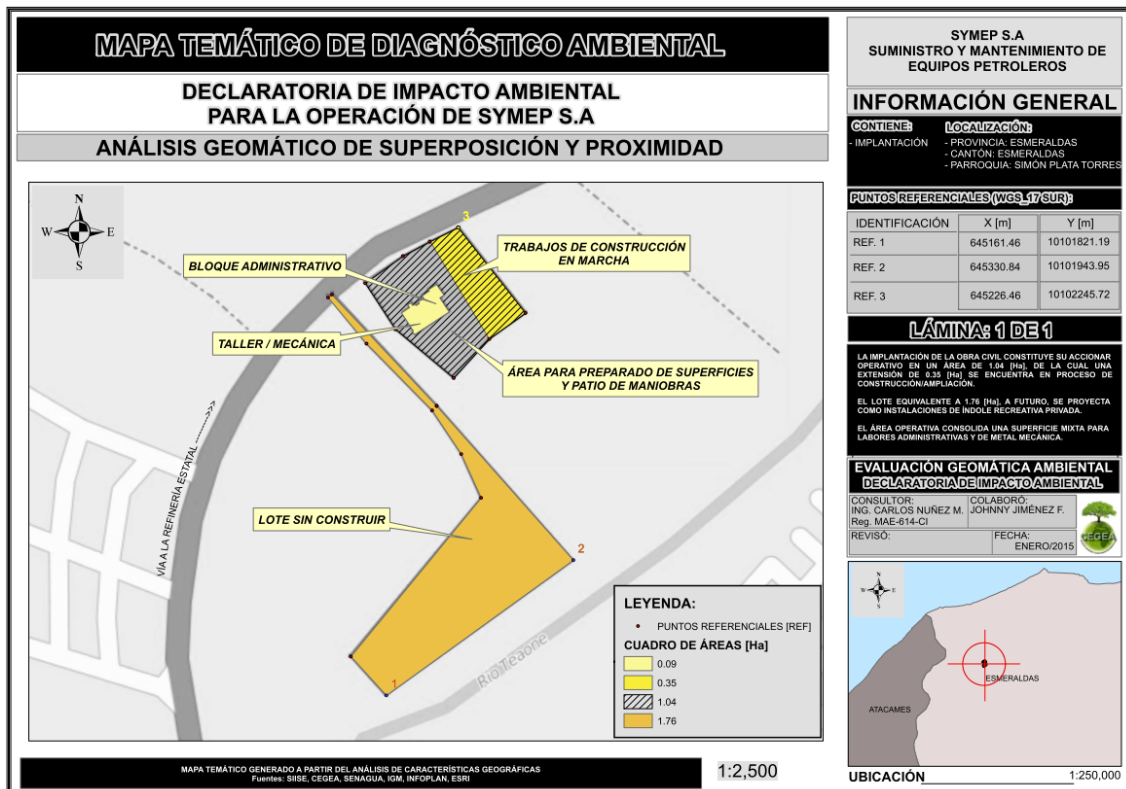 MAPA TEMÁTICO DE DIAGNÓSTICO AMBIENTAL
DECLARATORIA DE IMPACTO AMBIENTAL
PARA LA OPERACIÓN DE SYMEP S.A
ANÁLISIS GEOMÁTICO DE SUPERPOSICIÓN Y PROXIMIDAD
N
W E
S
3
TRABAJOS DE CONSTRUCCIÓN
EN MARCHA
BLOQUE ADMINISTRATIVO
TALLER / MECÁNICA
ÁREA PARA PREPARADO DE SUPERFICIES
Y PATIO DE MANIOBRAS
VÍA A LA REFINERÍA ESTATAL ---------->>>
LOTE SIN CONSTRUIR
2
1
Río Teaone
LEYENDA:
PUNTOS REFERENCIALES [REF]
CUADRO DE ÁREAS [Ha]
0.09
0.35
1.04
1.76
MAPA TEMÁTICO GENERADO A PARTIR DEL ANÁLISIS DE CARACTERÍSTICAS GEOGRÁFICAS
Fuentes: SIISE, CEGEA, SENAGUA, IGM, INFOPLAN, ESRI
1:2,500
SYMEP S.A
SUMINISTRO Y MANTENIMIENTO DE
EQUIPOS PETROLEROS
INFORMACIÓN GENERAL
CONTIENE: LOCALIZACIÓN:
- IMPLANTACIÓN - PROVINCIA: ESMERALDAS
- CANTÓN: ESMERALDAS
- PARROQUIA: SIMÓN PLATA TORRES
PUNTOS REFERENCIALES (WGS_17 SUR):
IDENTIFICACIÓN X [m] Y [m]
REF. 1 645161.46 10101821.19
REF. 2 645330.84 10101943.95
REF. 3 645226.46 10102245.72
LÁMINA: 1 DE 1
LA IMPLANTACIÓN DE LA OBRA CIVIL CONSTITUYE SU ACCIONAR
OPERATIVO EN UN ÁREA DE 1.04 [Ha], DE LA CUAL UNA
EXTENSIÓN DE 0.35 [Ha] SE ENCUENTRA EN PROCESO DE
CONSTRUCCIÓN/AMPLIACIÓN.
EL LOTE EQUIVALENTE A 1.76 [Ha], A FUTURO, SE PROYECTA
COMO INSTALACIONES DE ÍNDOLE RECREATIVA PRIVADA.
EL ÁREA OPERATIVA CONSOLIDA UNA SUPERFICIE MIXTA PARA
LABORES ADMINISTRATIVAS Y DE METAL MECÁNICA.
EVALUACIÓN GEOMÁTICA AMBIENTAL
DECLARATORIA DE IMPACTO AMBIENTAL
CONSULTOR: COLABORÓ:
ING. CARLOS NUÑEZ M. JOHNNY JIMÉNEZ F.
Reg. MAE-614-CI
REVISÓ: FECHA:
ENERO/2015
CEGEA
N
W E
S
ESMERALDAS
ATACAMES
UBICACIÓN 1:250,000